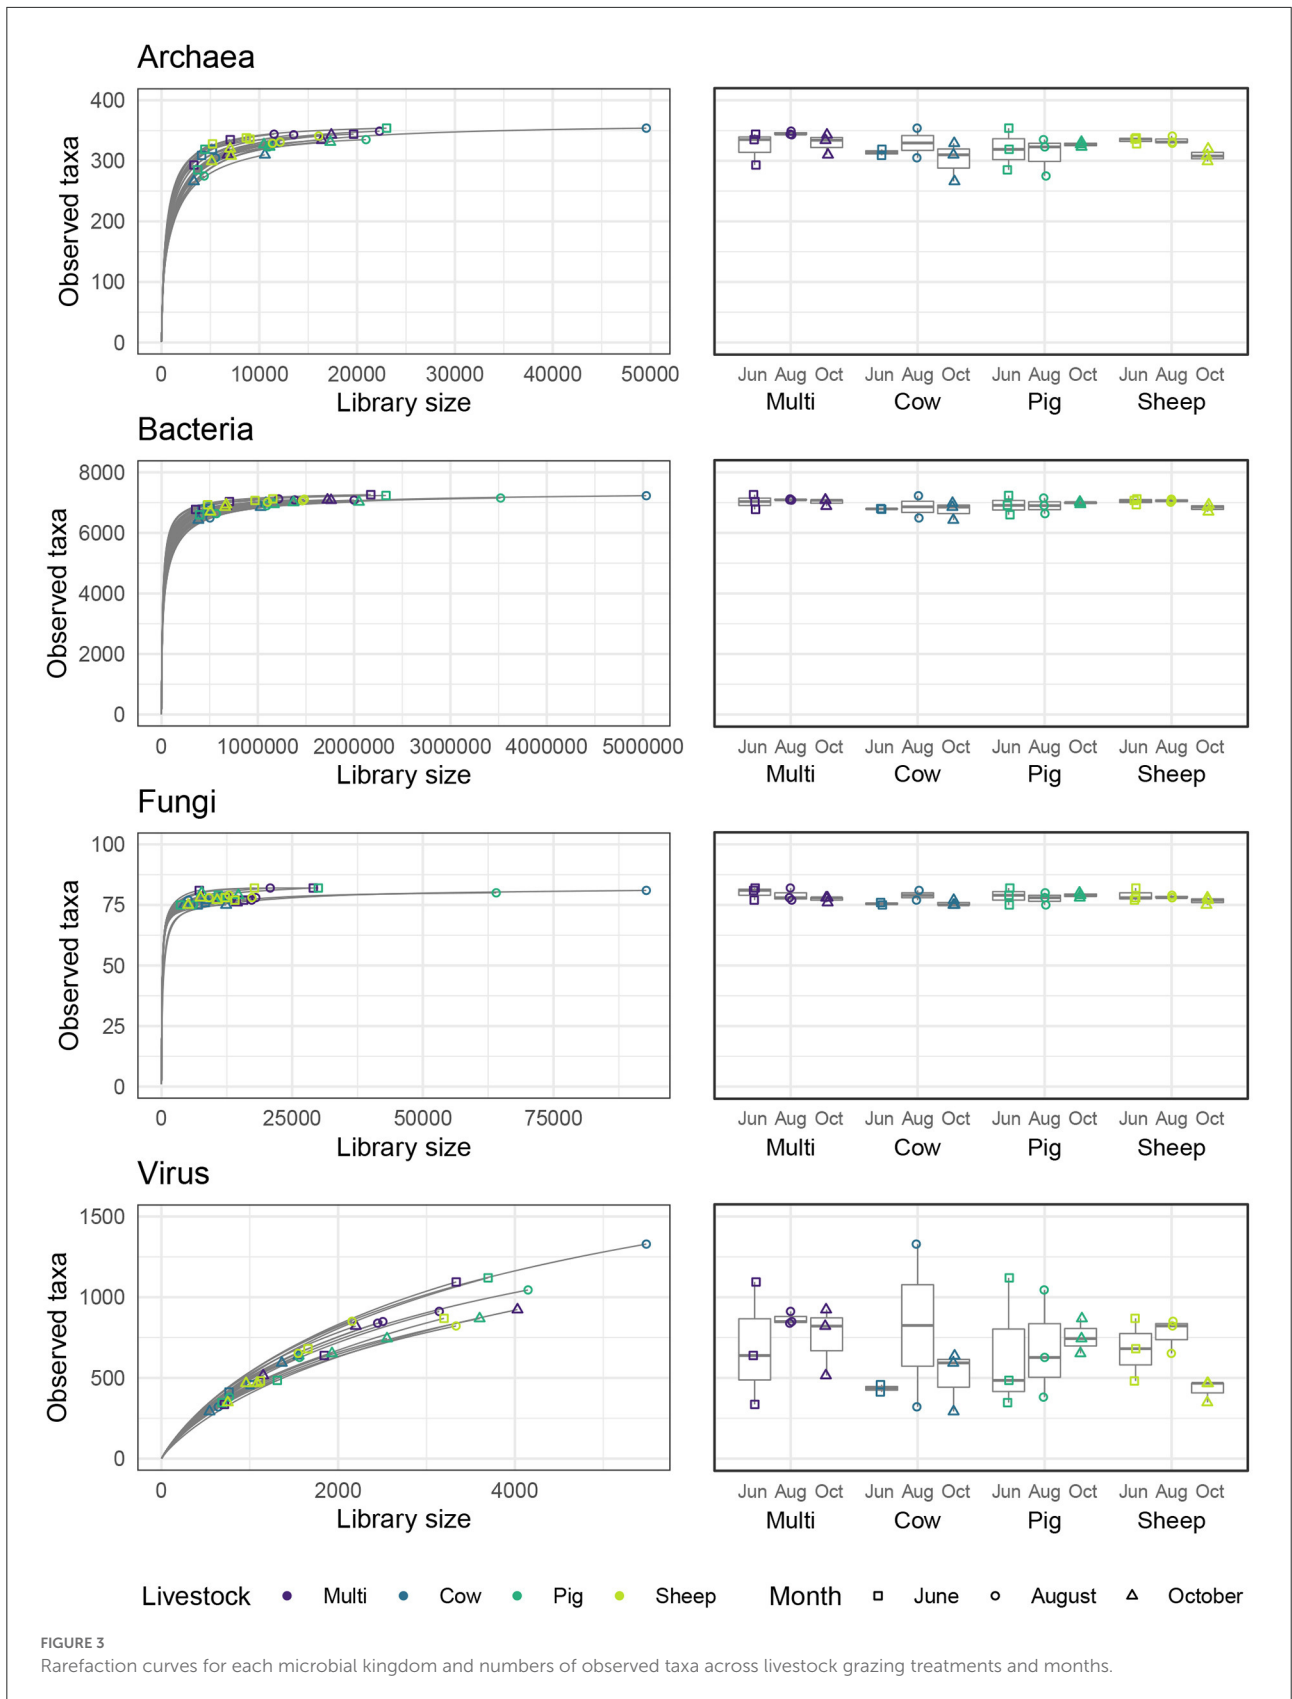 Archaea
Observed taxa
400
300
200
100
0
0 10000 20000 30000 40000 50000
Library size
Jun Aug Oct Jun Aug Oct Jun Aug Oct Jun Aug Oct
Multi Cow Pig Sheep
Bacteria
Observed taxa
8000
6000
4000
2000
0
0 1000000 2000000 3000000 4000000 5000000
Library size
Jun Aug Oct Jun Aug Oct Jun Aug Oct Jun Aug Oct
Multi Cow Pig Sheep
Fungi
Observed taxa
100
75
50
25
0
0 25000 50000 75000
Library size
Jun Aug Oct Jun Aug Oct Jun Aug Oct Jun Aug Oct
Multi Cow Pig Sheep
Virus
Observed taxa
1500
1000
500
0
0 2000 4000
Library size
Jun Aug Oct Jun Aug Oct Jun Aug Oct Jun Aug Oct
Multi Cow Pig Sheep
Livestock Multi Cow Pig Sheep Month June August October
FIGURE 3
Rarefaction curves for each microbial kingdom and numbers of observed taxa across livestock grazing treatments and months.